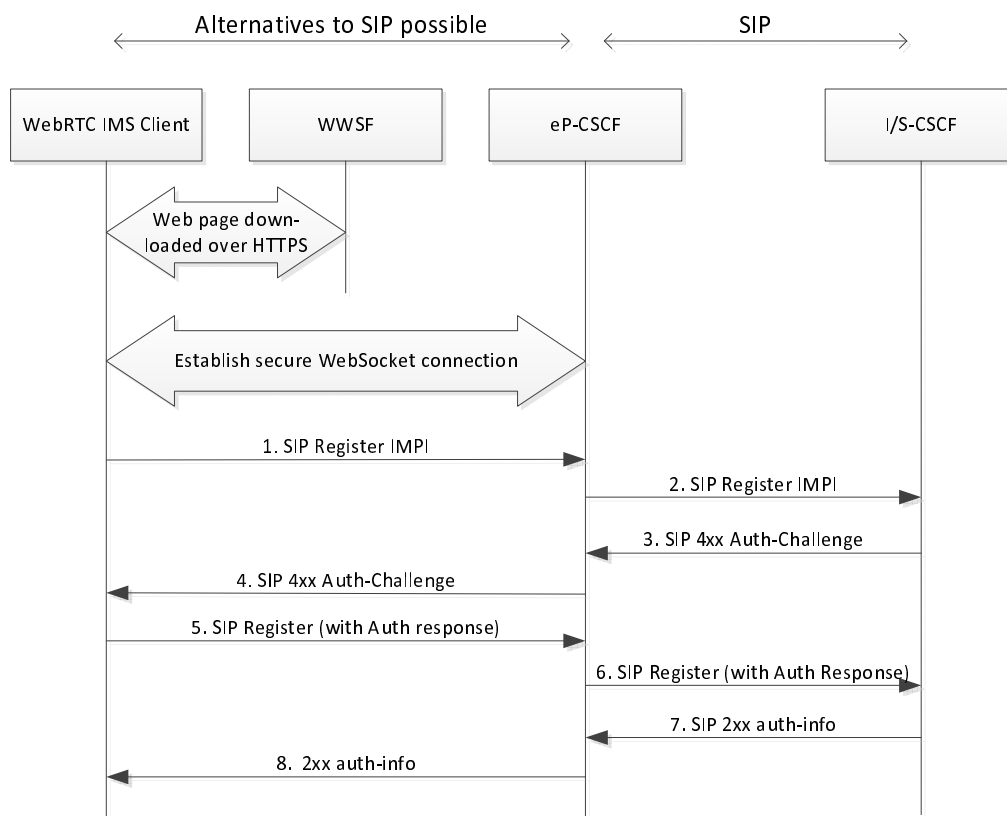 Alternatives to SIP possible
SIP
WebRTC IMS Client
WWSF
eP-CSCF
I/S-CSCF
Web page down-
loaded over HTTPS
Establish secure WebSocket connection
1. SIP Register IMPI
2. SIP Register IMPI
3. SIP 4xx Auth-Challenge
4. SIP 4xx Auth-Challenge
5. SIP Register (with Auth response)
6. SIP Register (with Auth Response)
7. SIP 2xx auth-info
8. 2xx auth-info